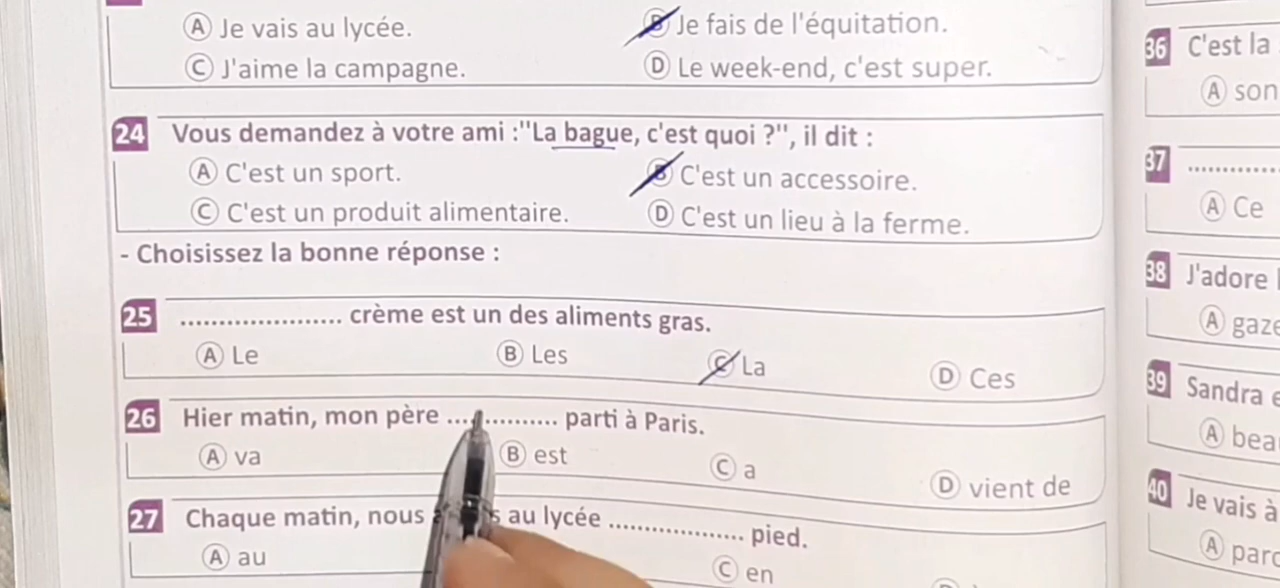 A Je vais au lycée.
B Je fais de l'équitation.
C J'aime la campagne.
D Le week-end, c'est super.
24 Vous demandez à votre ami :"La bague, c'est quoi ?", il dit :
A C'est un sport.
B C'est un accessoire.
C C'est un produit alimentaire.
D C'est un lieu à la ferme.
- Choisissez la bonne réponse :
25 ..................... crème est un des aliments gras.
A Le
B Les
C La
D Ces
26 Hier matin, mon père .............. parti à Paris.
A va
B est
C a
D vient de
27 Chaque matin, nous au lycée ................. pied.
A au
C en
36 C'est la
A son
37 ............
A Ce
38 J'adore
A
39 Sandra
A
40 Je vais à
A